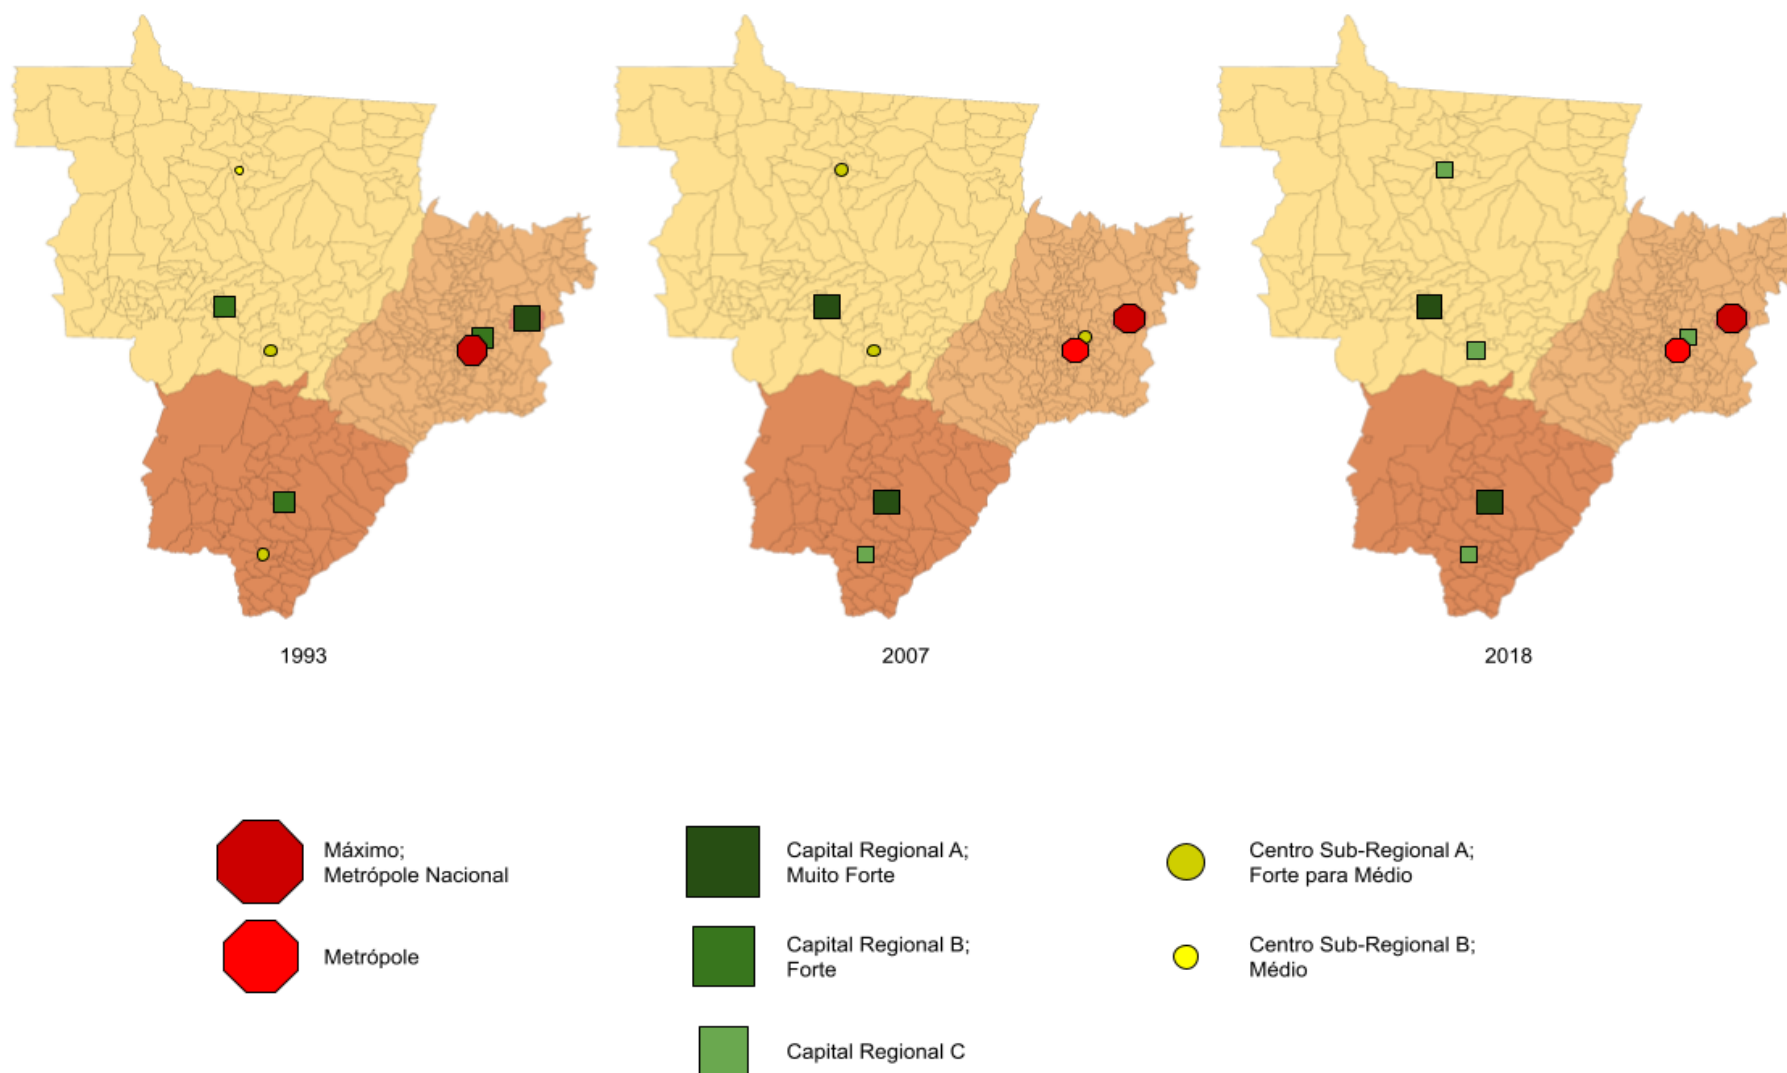 1993
2007
2018
Máximo;
Metrópole Nacional
Metrópole
Capital Regional A;
Muito Forte
Capital Regional B;
Forte
Capital Regional C
Centro Sub-Regional A;
Forte para Médio
Centro Sub-Regional B;
Médio